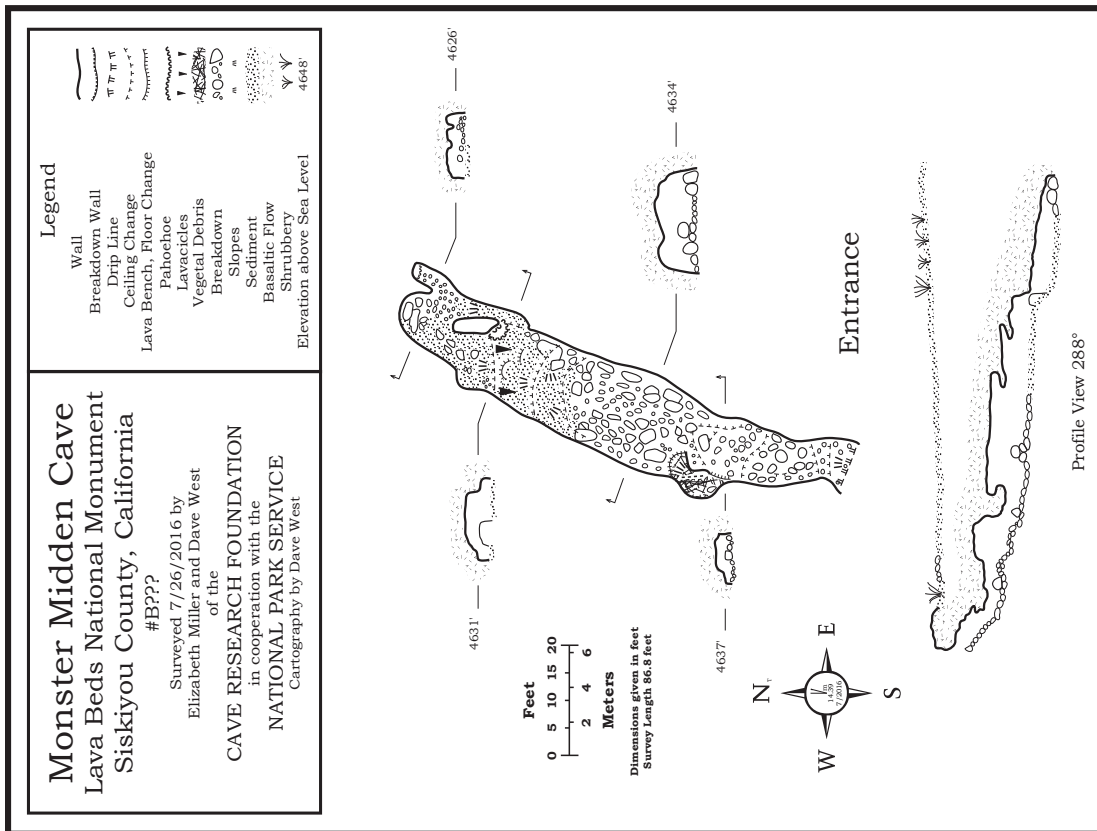 Monster Midden Cave
Lava Beds National Monument
Siskiyou County, California
#B???
Surveyed 7/26/2016 by
Elizabeth Miller and Dave West
of the
CAVE RESEARCH FOUNDATION
in cooperation with the
NATIONAL PARK SERVICE
Cartography by Dave West
Legend
Wall
Breakdown Wall
Drip Line
Ceiling Change
Lava Bench, Floor Change
Pahoehoe
Lavacicles
Vegetal Debris
Breakdown
Slopes
Sediment
Basaltic Flow
Shrubbery
Elevation above Sea Level 4648'
4626'
4631'
4634'
4637'
Entrance
Feet
0 5 10 15 20
2 4 6
Meters
Dimensions given in feet
Survey Length 86.8 feet
N
T
W
E
S
m
14.39
7/2016
Profile View 288°